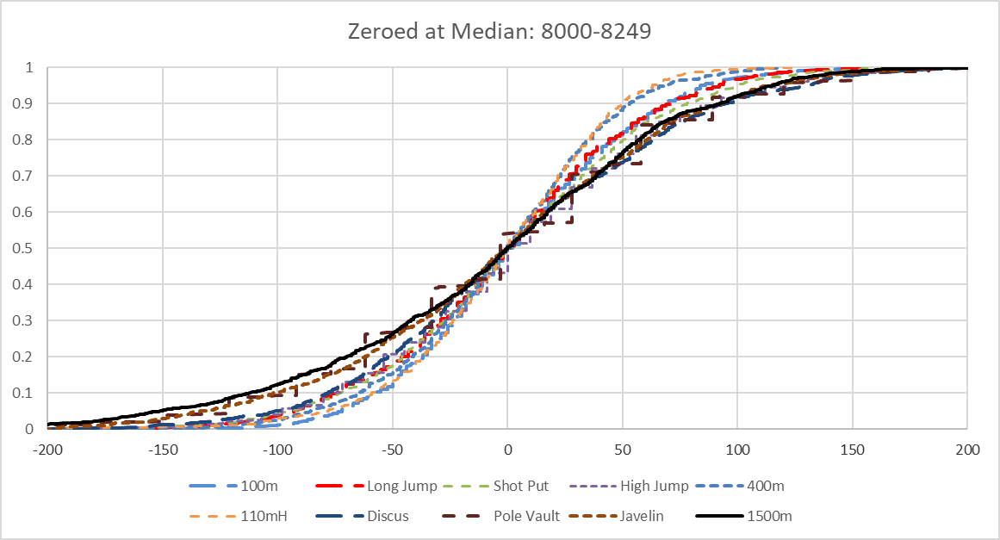 Zeroed at Median: 8000-8249
1
0.9
0.8
0.7
0.6
0.5
0.4
0.3
0.2
0.1
0
-200 -150 -100 -50 0 50 100 150 200
100m Long Jump Shot Put High Jump 400m
110mH Discus Pole Vault Javelin 1500m